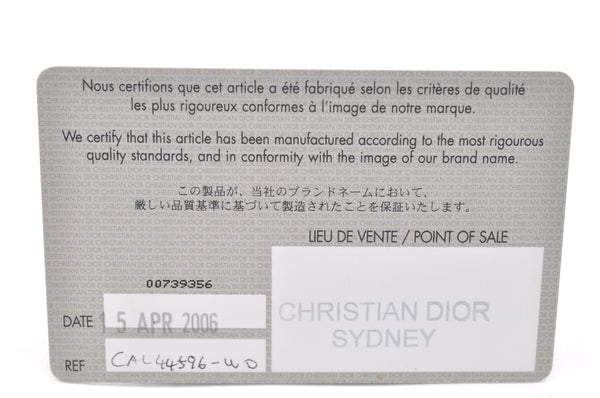 Nous certifions que cet article a été fabriqué selon les critères de qualité
les plus rigoureux conformes à l'image de notre marque.
We certify that this article has been manufactured according to the most rigourous
quality standards, and in conformity with the image of our brand name.
この製品が、当社のブランドネームにおいて、
厳しい品質基準に基づいて製造されたことを保証いたします。
LIEU DE VENTE / POINT OF SALE
00739356
CHRISTIAN DIOR
SYDNEY
DATE 15 APR 2006
REF CAL44596-WD